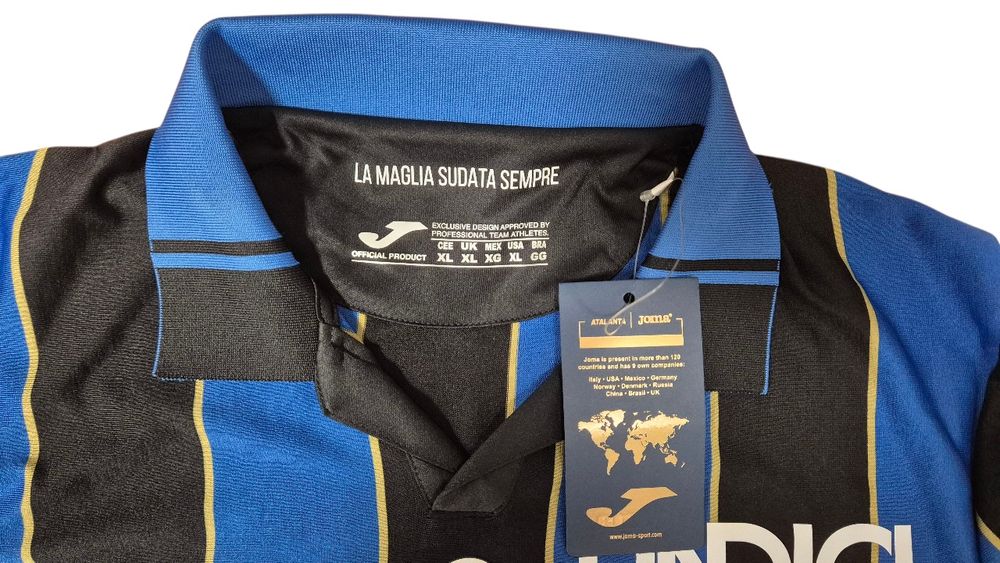 LA MAGLIA SUDATA SEMPRE
EXCLUSIVE DESIGN APPROVED BY
PROFESSIONAL TEAM ATHLETES.
CEE UK MEX USA BRA
OFFICIAL PRODUCT XL XL XG XL GG
ATALANTA | Joma®
Joma is present in more than 120
countries and has 9 own companies:
Italy • USA • Mexico • Germany
Norway • Denmark • Russia
China • Brasil • UK
www.joma-sport.com
DICI